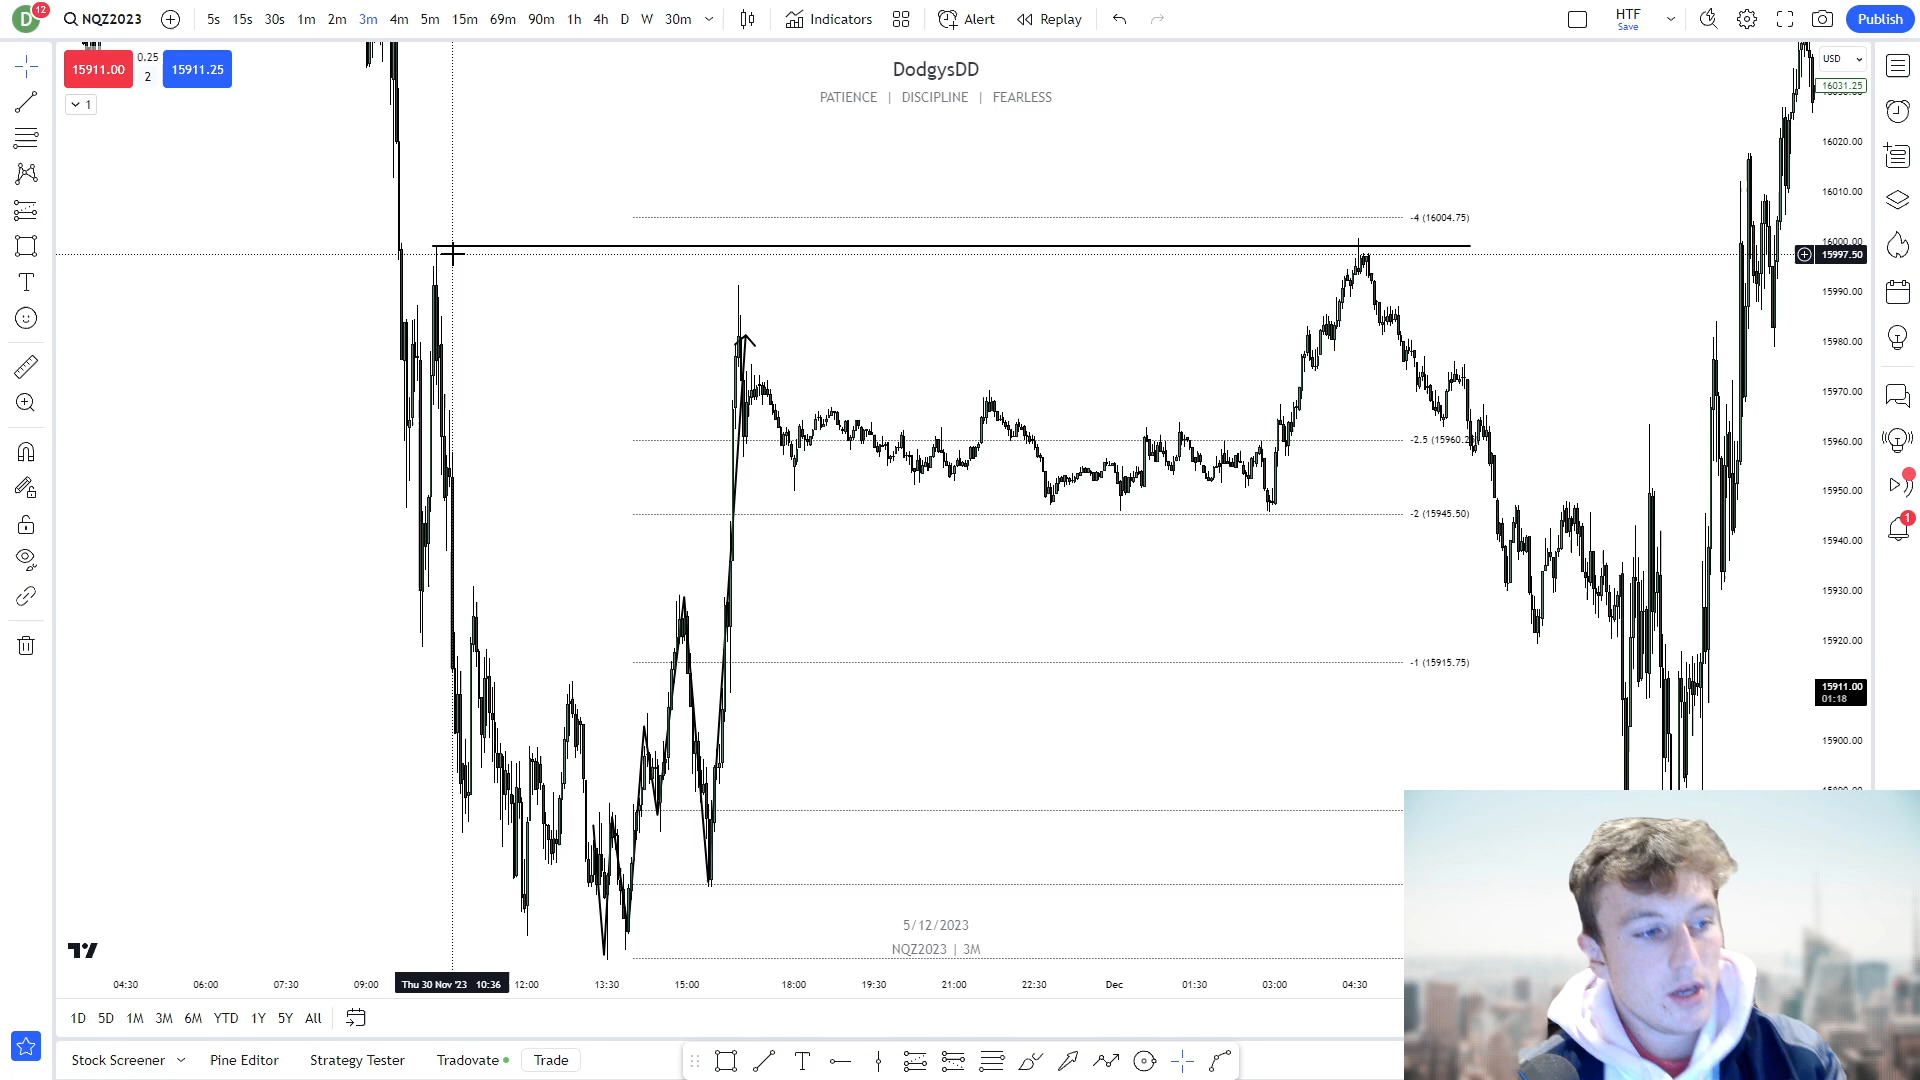 D 12 NQZ2023 5s 15s 30s 1m 2m 3m 4m 5m 15m 69m 90m 1h 4h D W 30m Indicators Alert Replay HTF Save Publish
15911.00 0.25 2 15911.25
1
DodgysDD
PATIENCE | DISCIPLINE | FEARLESS
USD
16031.25
16020.00
16010.00
-4 (16004.75)
16000.00
15997.50
15990.00
15980.00
15970.00
15960.00
-2.5 (15960.2
15950.00
-2 (15945.50)
15940.00
15930.00
15920.00
-1 (15915.75)
15911.00
01:18
15900.00
1
5/12/2023
NQZ2023 | 3M
04:30 06:00 07:30 09:00 Thu 30 Nov '23 10:36 12:00 13:30 15:00 18:00 19:30 21:00 22:30 Dec 01:30 03:00 04:30
1D 5D 1M 3M 6M YTD 1Y 5Y All
Stock Screener Pine Editor Strategy Tester Tradovate Trade